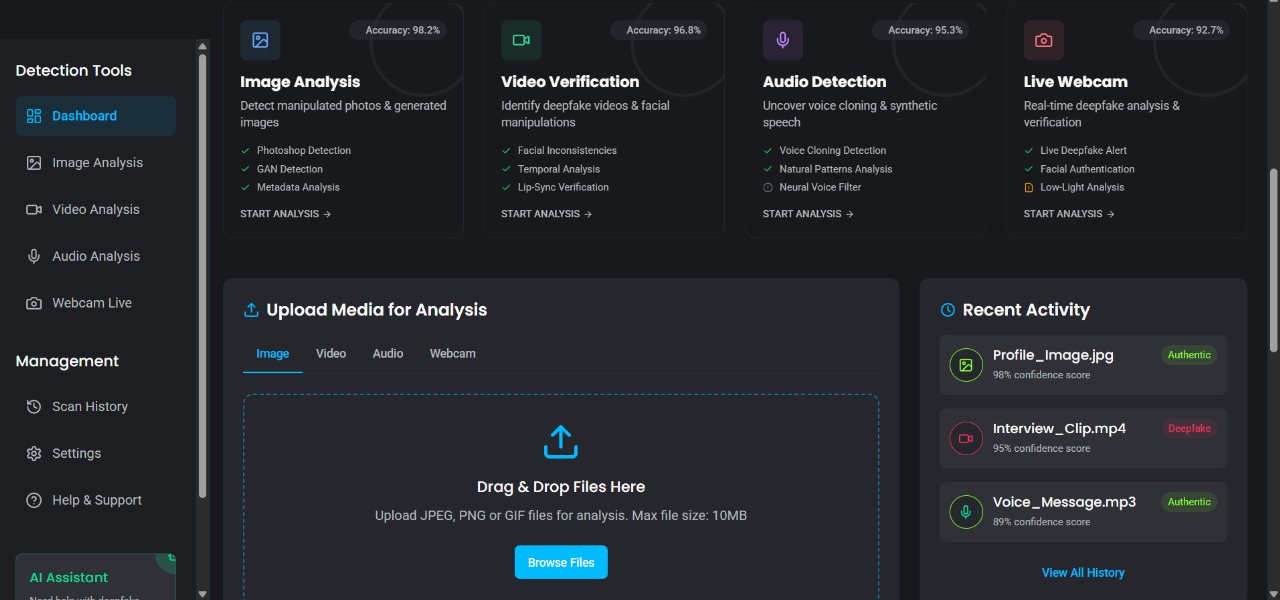 Detection Tools
Dashboard
Image Analysis
Video Analysis
Audio Analysis
Webcam Live
Management
Scan History
Settings
Help & Support
AI Assistant
Need help with deepfake
Accuracy: 98.2%
Image Analysis
Detect manipulated photos & generated
images
Photoshop Detection
GAN Detection
Metadata Analysis
START ANALYSIS →
Accuracy: 96.8%
Video Verification
Identify deepfake videos & facial
manipulations
Facial Inconsistencies
Temporal Analysis
Lip-Sync Verification
START ANALYSIS →
Accuracy: 95.3%
Audio Detection
Uncover voice cloning & synthetic
speech
Voice Cloning Detection
Natural Patterns Analysis
Neural Voice Filter
START ANALYSIS →
Accuracy: 92.7%
Live Webcam
Real-time deepfake analysis &
verification
Live Deepfake Alert
Facial Authentication
Low-Light Analysis
START ANALYSIS →
Upload Media for Analysis
Image Video Audio Webcam
Drag & Drop Files Here
Upload JPEG, PNG or GIF files for analysis. Max file size: 10MB
Browse Files
Recent Activity
Profile_Image.jpg
Authentic
98% confidence score
Interview_Clip.mp4
Deepfake
95% confidence score
Voice_Message.mp3
Authentic
89% confidence score
View All History